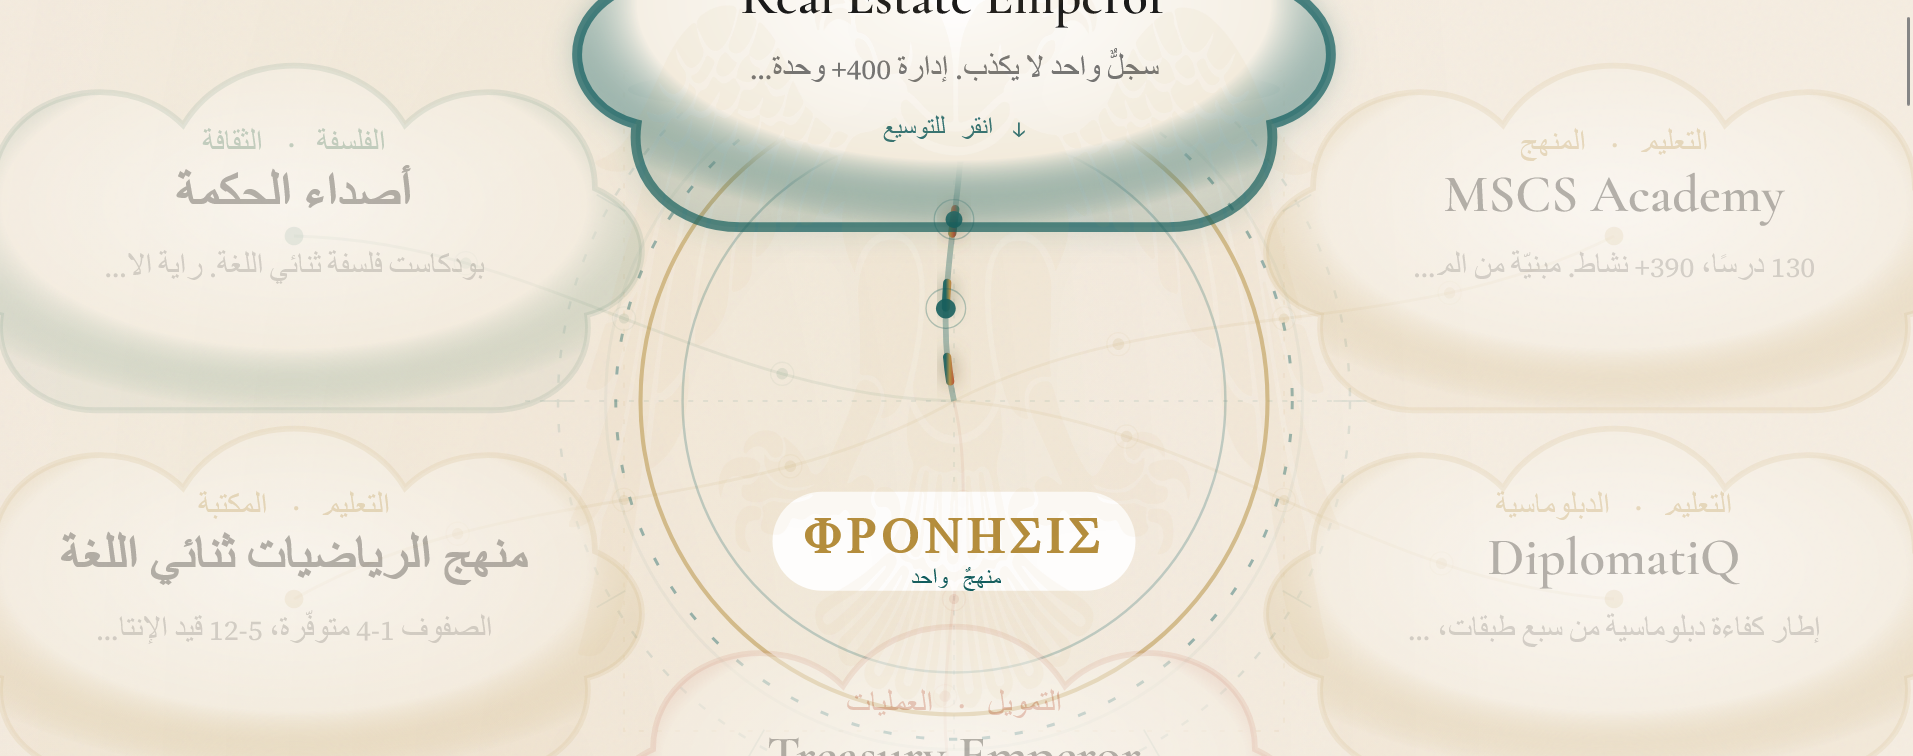 Real Estate Emperor
سجلٌّ واحد لا يكذب. إدارة 400+ وحدة...
↓ انقر للتوسيع
التعليم · المنهج
MSCS Academy
130 درسًا، 390+ نشاط. مبنيّة من الم...
الفلسفة · الثقافة
أصداء الحكمة
بودكاست فلسفة ثنائي اللغة. راية الا...
التعليم · الدبلوماسية
DiplomatiQ
إطار كفاءة دبلوماسية من سبع طبقات، ...
ΦΡΟΝΗΣΙΣ
منهجٌ واحد
التعليم · المكتبة
منهج الرياضيات ثنائي اللغة
الصفوف 1-4 متوفّرة، 5-12 قيد الإنتا...
التمويل · العمليات
Treasury Emperor